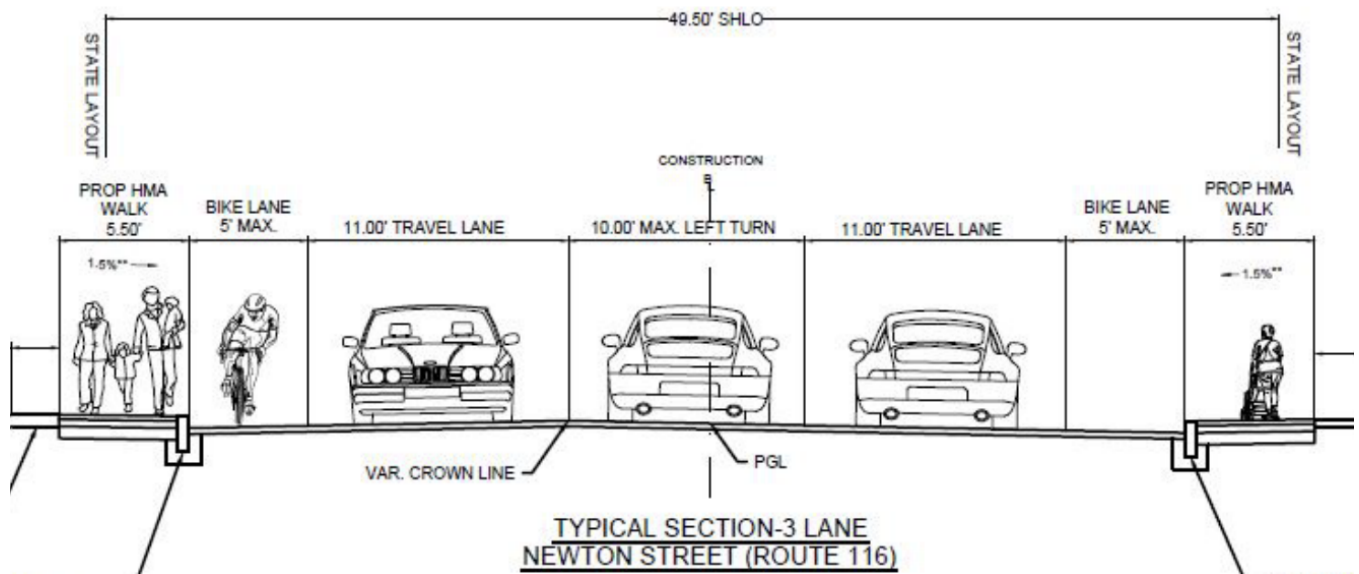 49.50' SHLO
STATE LAYOUT
STATE LAYOUT
CONSTRUCTION
BL
PROP HMA
WALK
5.50'
BIKE LANE
5' MAX.
11.00' TRAVEL LANE
10.00' MAX. LEFT TURN
11.00' TRAVEL LANE
BIKE LANE
5' MAX.
PROP HMA
WALK
5.50'
1.5%**
1.5%**
VAR. CROWN LINE
PGL
TYPICAL SECTION-3 LANE
NEWTON STREET (ROUTE 116)